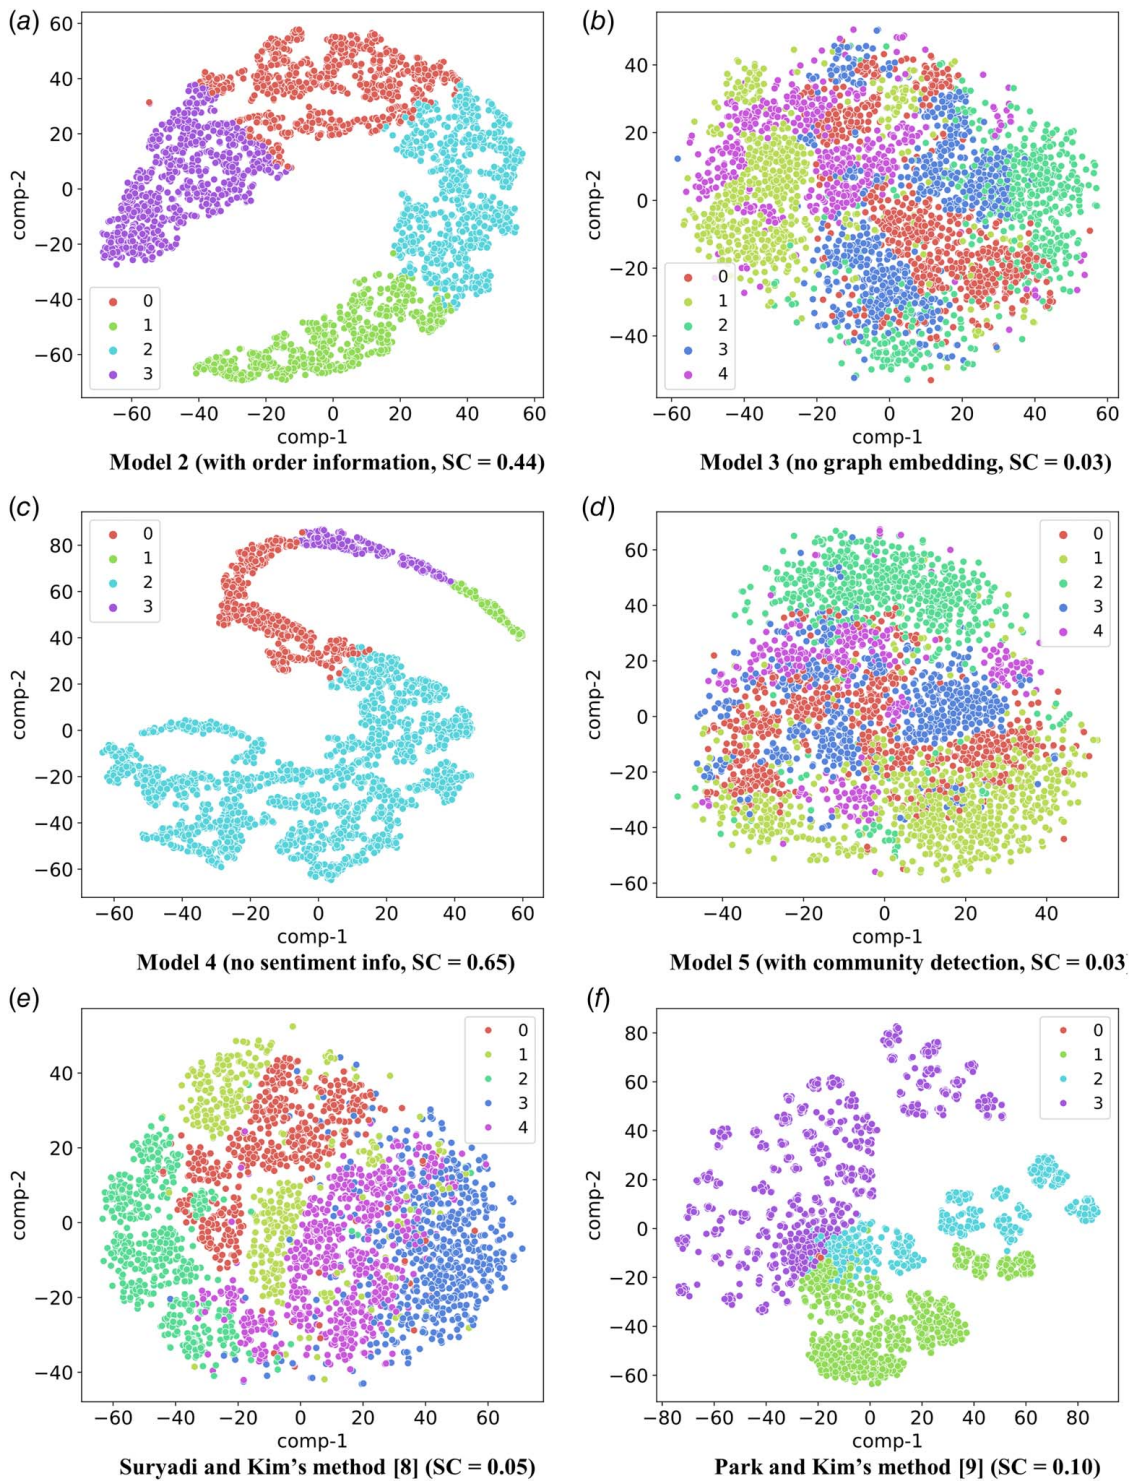 (a)
60
40
20
0
−20
−40
−60
comp-2
0
1
2
3
−60 −40 −20 0 20 40 60
comp-1
Model 2 (with order information, SC = 0.44)
(b)
40
20
0
−20
−40
comp-2
0
1
2
3
4
−60 −40 −20 0 20 40 60
comp-1
Model 3 (no graph embedding, SC = 0.03)
(c)
80
60
40
20
0
−20
−40
−60
comp-2
0
1
2
3
−60 −40 −20 0 20 40 60
comp-1
Model 4 (no sentiment info, SC = 0.65)
(d)
60
40
20
0
−20
−40
−60
comp-2
0
1
2
3
4
−40 −20 0 20 40
comp-1
Model 5 (with community detection, SC = 0.03)
(e)
40
20
0
−20
−40
comp-2
0
1
2
3
4
−60 −40 −20 0 20 40 60
comp-1
Suryadi and Kim’s method [8] (SC = 0.05)
(f)
80
60
40
20
0
−20
−40
−60
comp-2
0
1
2
3
−80 −60 −40 −20 0 20 40 60 80
comp-1
Park and Kim’s method [9] (SC = 0.10)